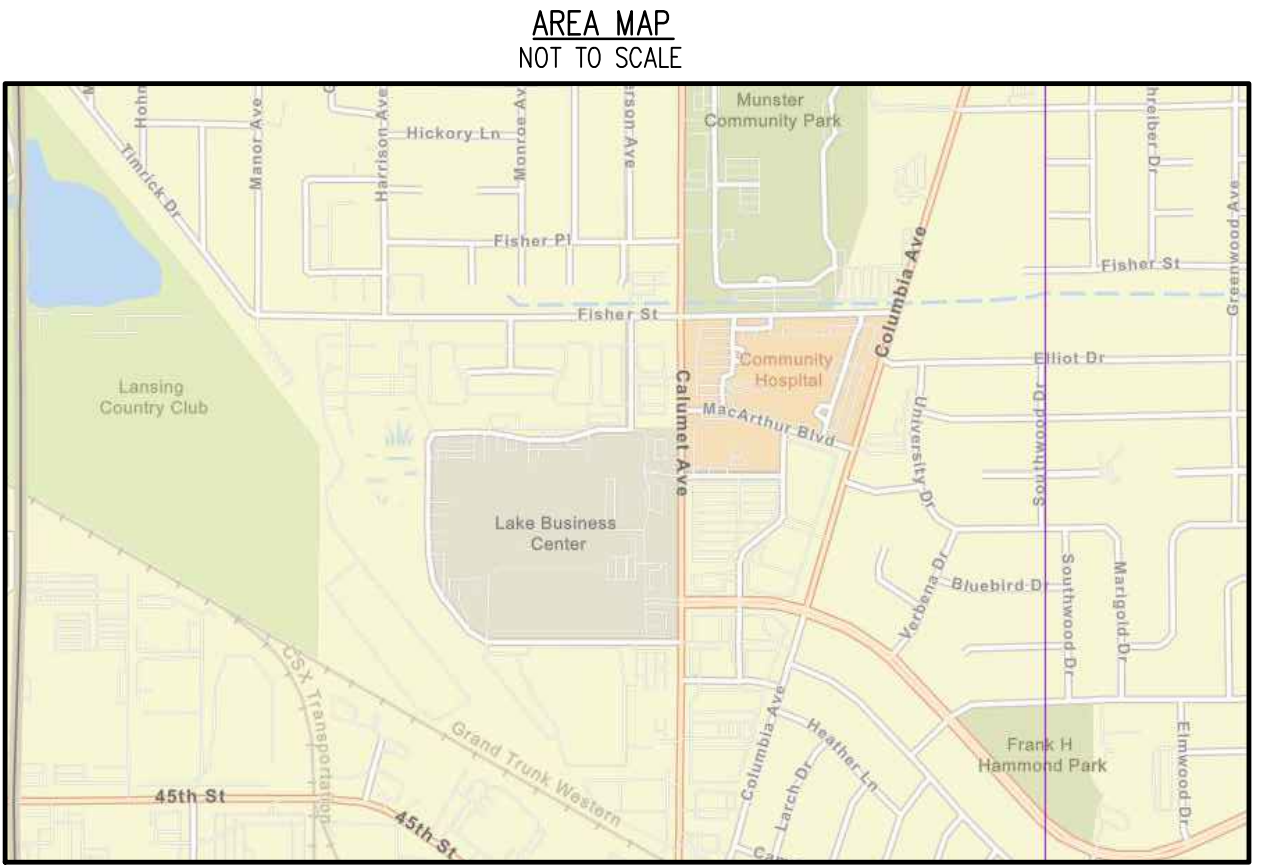 AREA MAP
NOT TO SCALE
Munster
Community Park
Hickory Ln
Manor Ave
Harrison Ave
Timrick Dr
Fisher Pl
Fisher St
Fisher St
Columbia Ave
Greenwood Ave
Elliot Dr
Community
Hospital
Lansing
Country Club
Calumet Ave
MacArthur Blvd
University Dr
Southwood Dr
Lake Business
Center
Bluebird Dr
Verbena Dr
Southwood Dr
Marigold Dr
CSX Transportation
Grand Trunk Western
Columbia Ave
Heather Ln
Larch Dr
Frank H
Hammond Park
Elmwood Dr
45th St
45th St